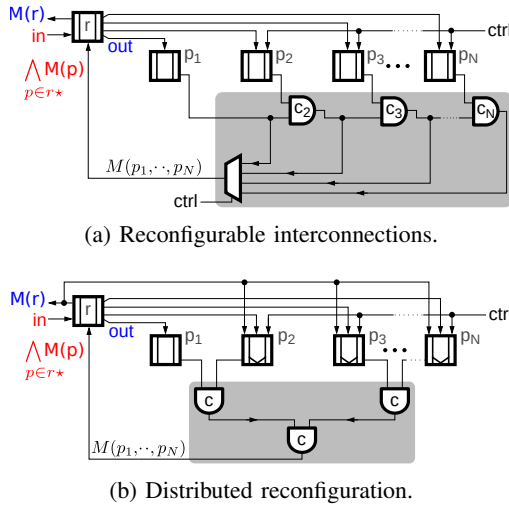 M(r)
r
in
out
ctrl
⋀ M(p)
p∈r⋆
p1
p2
p3
•••
pN
c2
c3
cN
M(p1,··,pN)
ctrl
(a) Reconfigurable interconnections.
M(r)
r
in
out
ctrl
⋀ M(p)
p∈r⋆
p1
p2
p3
•••
pN
c
c
c
M(p1,··,pN)
(b) Distributed reconfiguration.